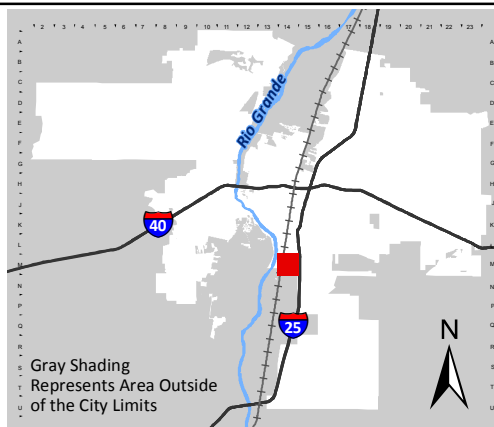 2 3 4 5 6 7 8 9 10 11 12 13 14 15 16 17 18 19 20 21 22 23
A A
B B
C C
D D
E E
F F
G G
H H
J J
K K
L L
M M
N N
P P
Q Q
R R
S S
T T
U U
Rio Grande
40
25
N
Gray Shading
Represents Area Outside
of the City Limits